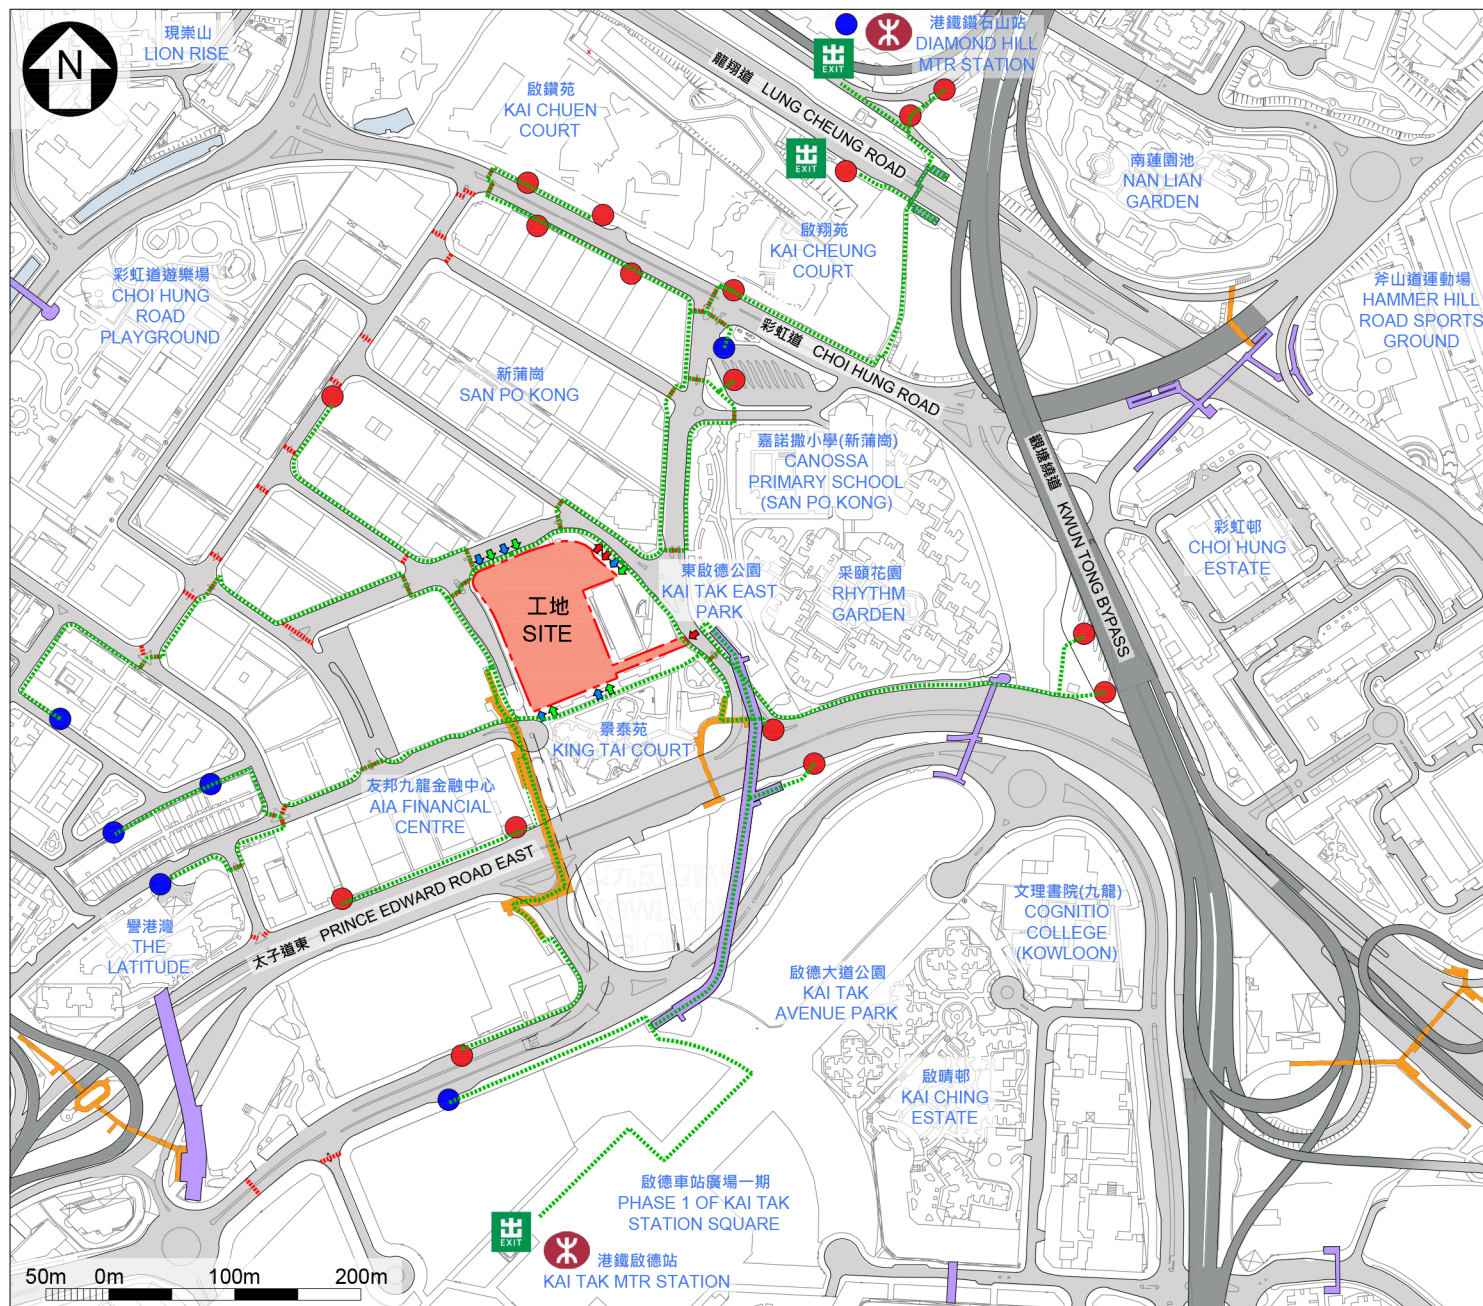 現崇山
LION RISE
N
港鐵鑽石山站
DIAMOND HILL
MTR STATION
出
EXIT
龍翔道 LUNG CHEUNG ROAD
啟鑽苑
KAI CHUEN
COURT
出
EXIT
南蓮園池
NAN LIAN
GARDEN
啟翔苑
KAI CHEUNG
COURT
彩虹道遊樂場
CHOI HUNG
ROAD
PLAYGROUND
斧山道運動場
HAMMER HILL
ROAD SPORTS
GROUND
彩虹道 CHOI HUNG ROAD
新蒲崗
SAN PO KONG
嘉諾撒小學(新蒲崗)
CANOSSA
PRIMARY SCHOOL
(SAN PO KONG)
觀塘繞道 KWUN TONG BYPASS
彩虹邨
CHOI HUNG
ESTATE
東啟德公園
KAI TAK EAST
PARK
采頤花園
RHYTHM
GARDEN
工地
SITE
景泰苑
KING TAI COURT
友邦九龍金融中心
AIA FINANCIAL
CENTRE
太子道東 PRINCE EDWARD ROAD EAST
文理書院(九龍)
COGNITIO
COLLEGE
(KOWLOON)
譽港灣
THE
LATITUDE
啟德大道公園
KAI TAK
AVENUE PARK
啟晴邨
KAI CHING
ESTATE
啟德車站廣場一期
PHASE 1 OF KAI TAK
STATION SQUARE
出
EXIT
港鐵啟德站
KAI TAK MTR STATION
50m 0m 100m 200m